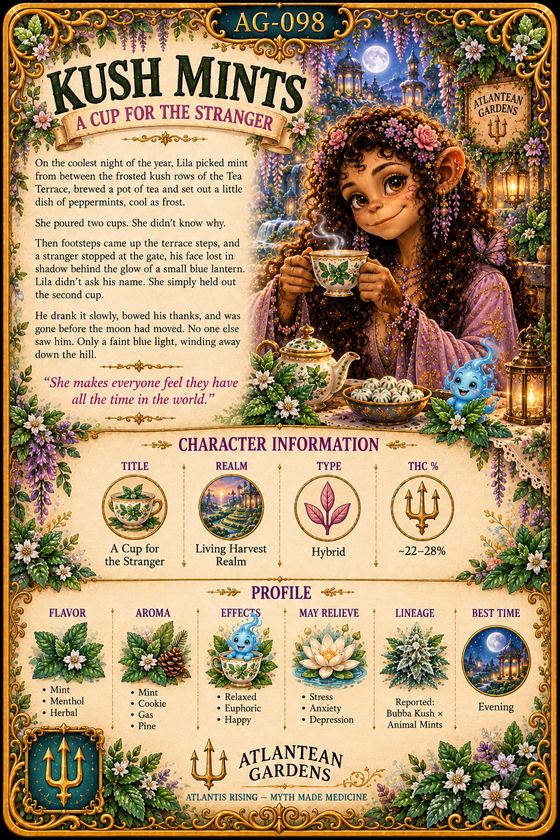 AG-098
KUSH MINTS
A CUP FOR THE STRANGER
ATLANTEAN
GARDENS
On the coolest night of the year, Lila picked mint
from between the frosted kush rows of the Tea
Terrace, brewed a pot of tea and set out a little
dish of peppermints, cool as frost.
She poured two cups. She didn't know why.
Then footsteps came up the terrace steps, and
a stranger stopped at the gate, his face lost in
shadow behind the glow of a small blue lantern.
Lila didn't ask his name. She simply held out
the second cup.
He drank it slowly, bowed his thanks, and was
gone before the moon had moved. No one else
saw him. Only a faint blue light, winding away
down the hill.
"She makes everyone feel they have
all the time in the world."
CHARACTER INFORMATION
TITLE
A Cup for
the Stranger
REALM
Living Harvest
Realm
TYPE
Hybrid
THC %
~22–28%
PROFILE
FLAVOR
• Mint
• Menthol
• Herbal
AROMA
• Mint
• Cookie
• Gas
• Pine
EFFECTS
• Relaxed
• Euphoric
• Happy
MAY RELIEVE
• Stress
• Anxiety
• Depression
LINEAGE
Reported:
Bubba Kush ×
Animal Mints
BEST TIME
Evening
ATLANTEAN
GARDENS
ATLANTIS RISING – MYTH MADE MEDICINE